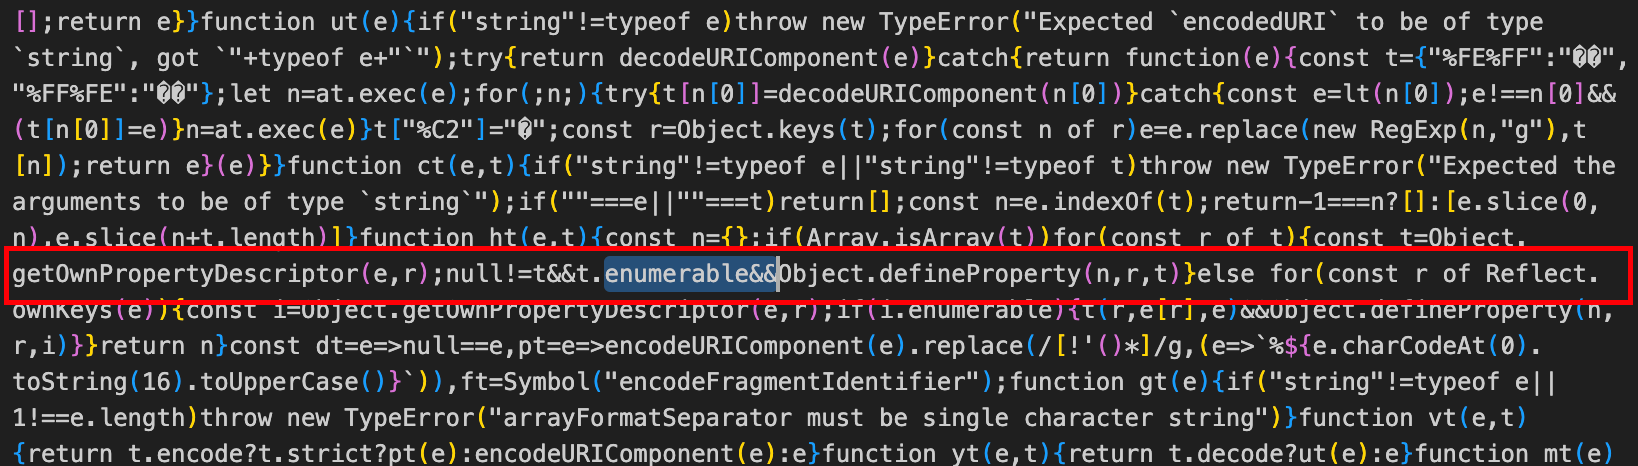 [];return e}}function ut(e){if("string"!=typeof e)throw new TypeError("Expected `encodedURI` to be of type
`string`, got `"+typeof e+"`");try{return decodeURIComponent(e)}catch{return function(e){const t={"%FE%FF":"��",
"%FF%FE":"��"};let n=at.exec(e);for(;n;){try{t[n[0]]=decodeURIComponent(n[0])}catch{const e=lt(n[0]);e!==n[0]&&
(t[n[0]]=e)}n=at.exec(e)}t["%C2"]="�";const r=Object.keys(t);for(const n of r)e=e.replace(new RegExp(n,"g"),t
[n]);return e}(e)}}function ct(e,t){if("string"!=typeof e||"string"!=typeof t)throw new TypeError("Expected the
arguments to be of type `string`");if(""===e||""===t)return[];const n=e.indexOf(t);return-1===n?[]:[e.slice(0,
n),e.slice(n+t.length)]}function ht(e,t){const n={};if(Array.isArray(t))for(const r of t){const t=Object.
getOwnPropertyDescriptor(e,r);null!=t&&t.enumerable&&Object.defineProperty(n,r,t)}else for(const r of Reflect.
ownKeys(e)){const i=Object.getOwnPropertyDescriptor(e,r);if(i.enumerable){t(r,e[r],e)&&Object.defineProperty(n,
r,i)}}return n}const dt=e=>null==e,pt=e=>encodeURIComponent(e).replace(/[!'()*]/g,(e=>`%${e.charCodeAt(0).
toString(16).toUpperCase()}`)),ft=Symbol("encodeFragmentIdentifier");function gt(e){if("string"!=typeof e||
1!==e.length)throw new TypeError("arrayFormatSeparator must be single character string")}function vt(e,t)
{return t.encode?t.strict?pt(e):encodeURIComponent(e):e}function yt(e,t){return t.decode?ut(e):e}function mt(e)